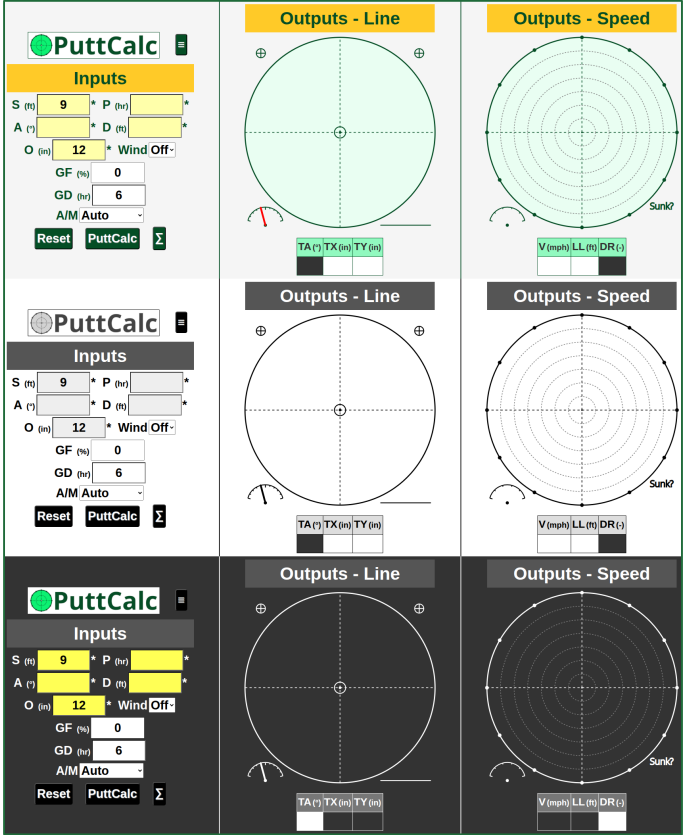 PuttCalc ≡
Inputs
S (ft) 9 * P (hr) *
A (°) * D (ft) *
O (in) 12 * Wind Off
GF (%) 0
GD (hr) 6
A/M Auto
Reset PuttCalc Σ
Outputs - Line
TA (°) TX (in) TY (in)
Outputs - Speed
Sunk?
V (mph) LL (ft) DR (-)
PuttCalc ≡
Inputs
S (ft) 9 * P (hr) *
A (°) * D (ft) *
O (in) 12 * Wind Off
GF (%) 0
GD (hr) 6
A/M Auto
Reset PuttCalc Σ
Outputs - Line
TA (°) TX (in) TY (in)
Outputs - Speed
Sunk?
V (mph) LL (ft) DR (-)
PuttCalc ≡
Inputs
S (ft) 9 * P (hr) *
A (°) * D (ft) *
O (in) 12 * Wind Off
GF (%) 0
GD (hr) 6
A/M Auto
Reset PuttCalc Σ
Outputs - Line
TA (°) TX (in) TY (in)
Outputs - Speed
Sunk?
V (mph) LL (ft) DR (-)